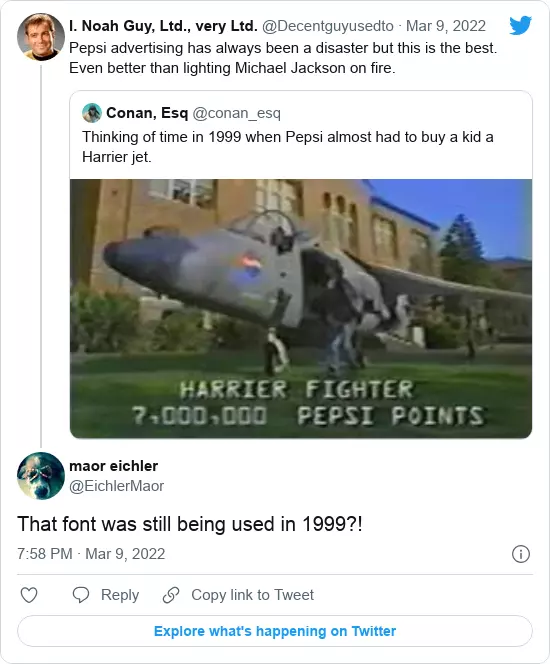 I. Noah Guy, Ltd., very Ltd. @Decentguyusedto · Mar 9, 2022
Pepsi advertising has always been a disaster but this is the best.
Even better than lighting Michael Jackson on fire.
Conan, Esq @conan_esq
Thinking of time in 1999 when Pepsi almost had to buy a kid a
Harrier jet.
HARRIER FIGHTER
7,000,000 PEPSI POINTS
maor eichler
@EichlerMaor
That font was still being used in 1999?!
7:58 PM · Mar 9, 2022
Reply
Copy link to Tweet
Explore what's happening on Twitter